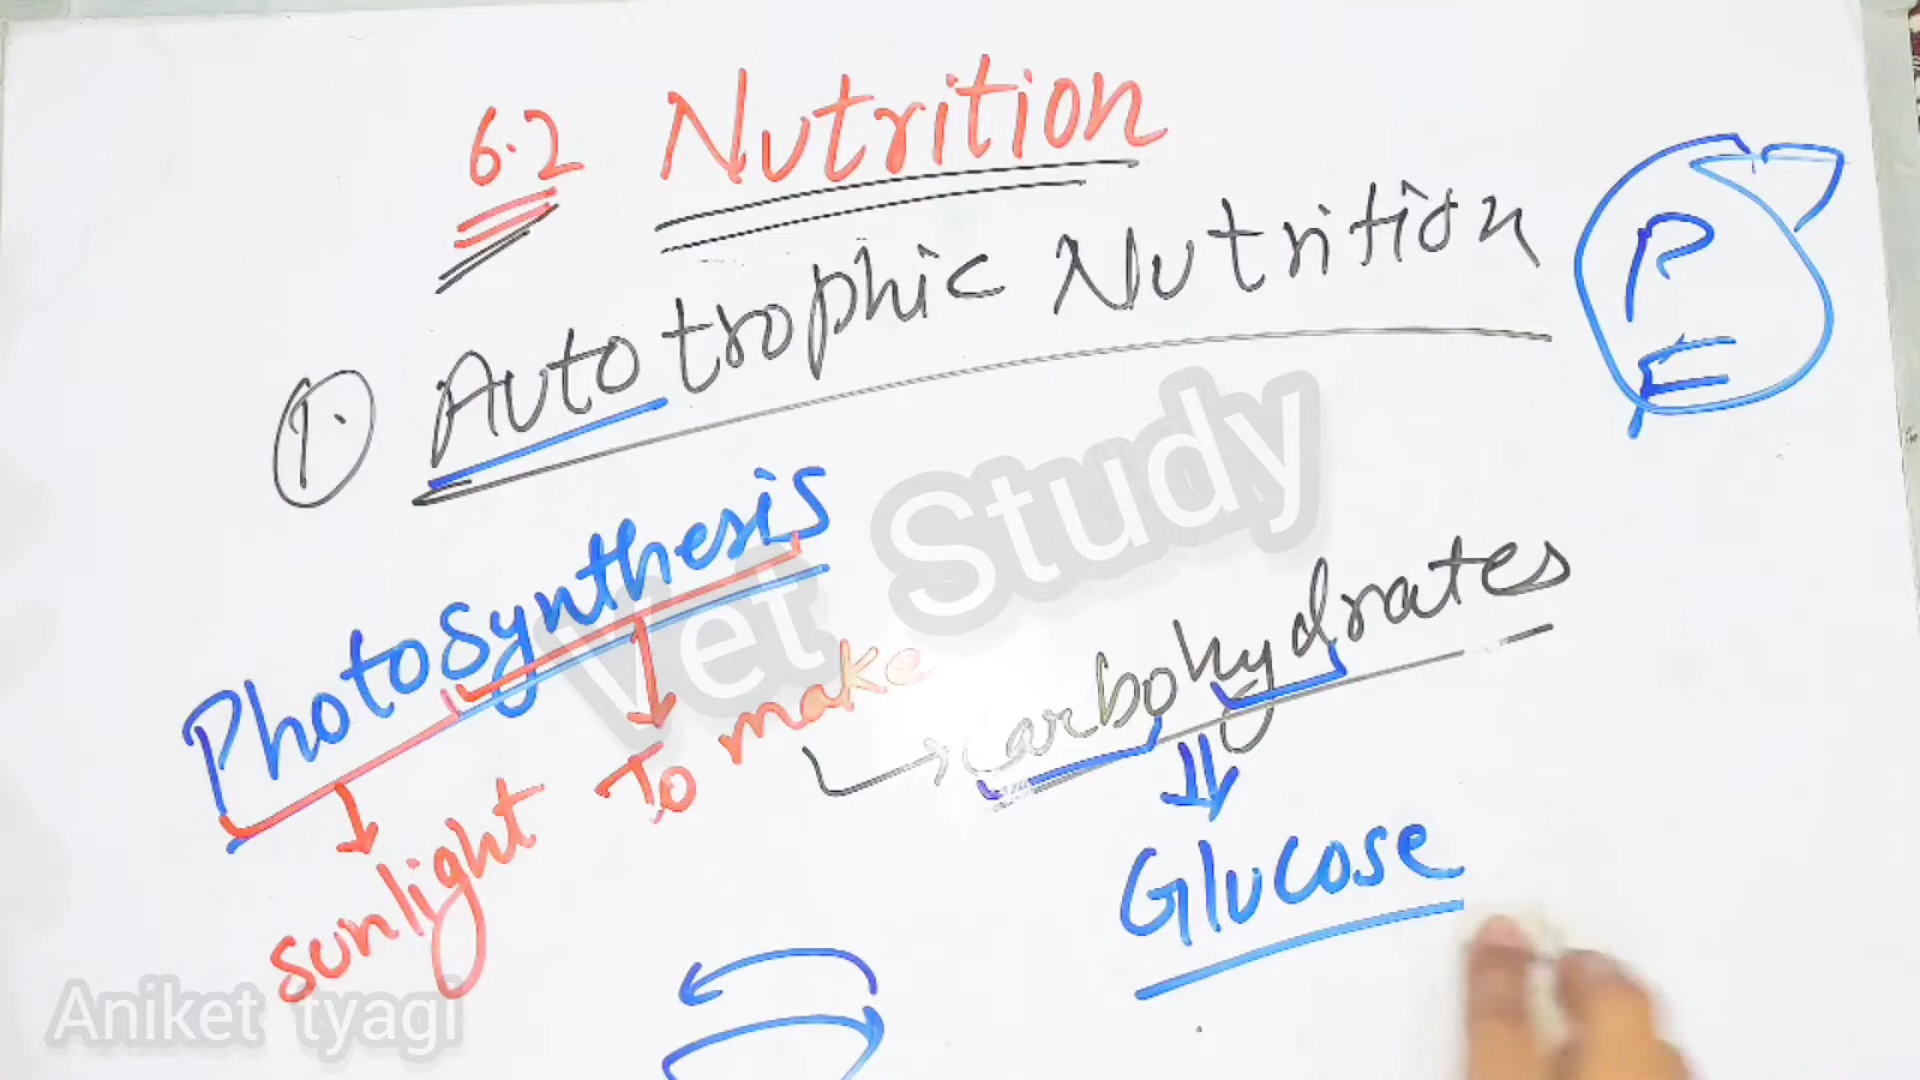 6.2 Nutrition
1. Autotrophic Nutrition
P
E
Photosynthesis
sunlight To make
Carbohydrates
Glucose
Vet Study
Aniket tyagi